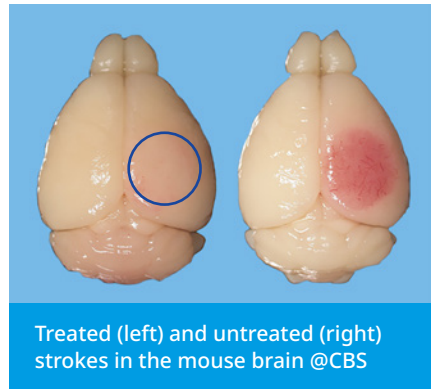 Treated (left) and untreated (right)
strokes in the mouse brain @CBS